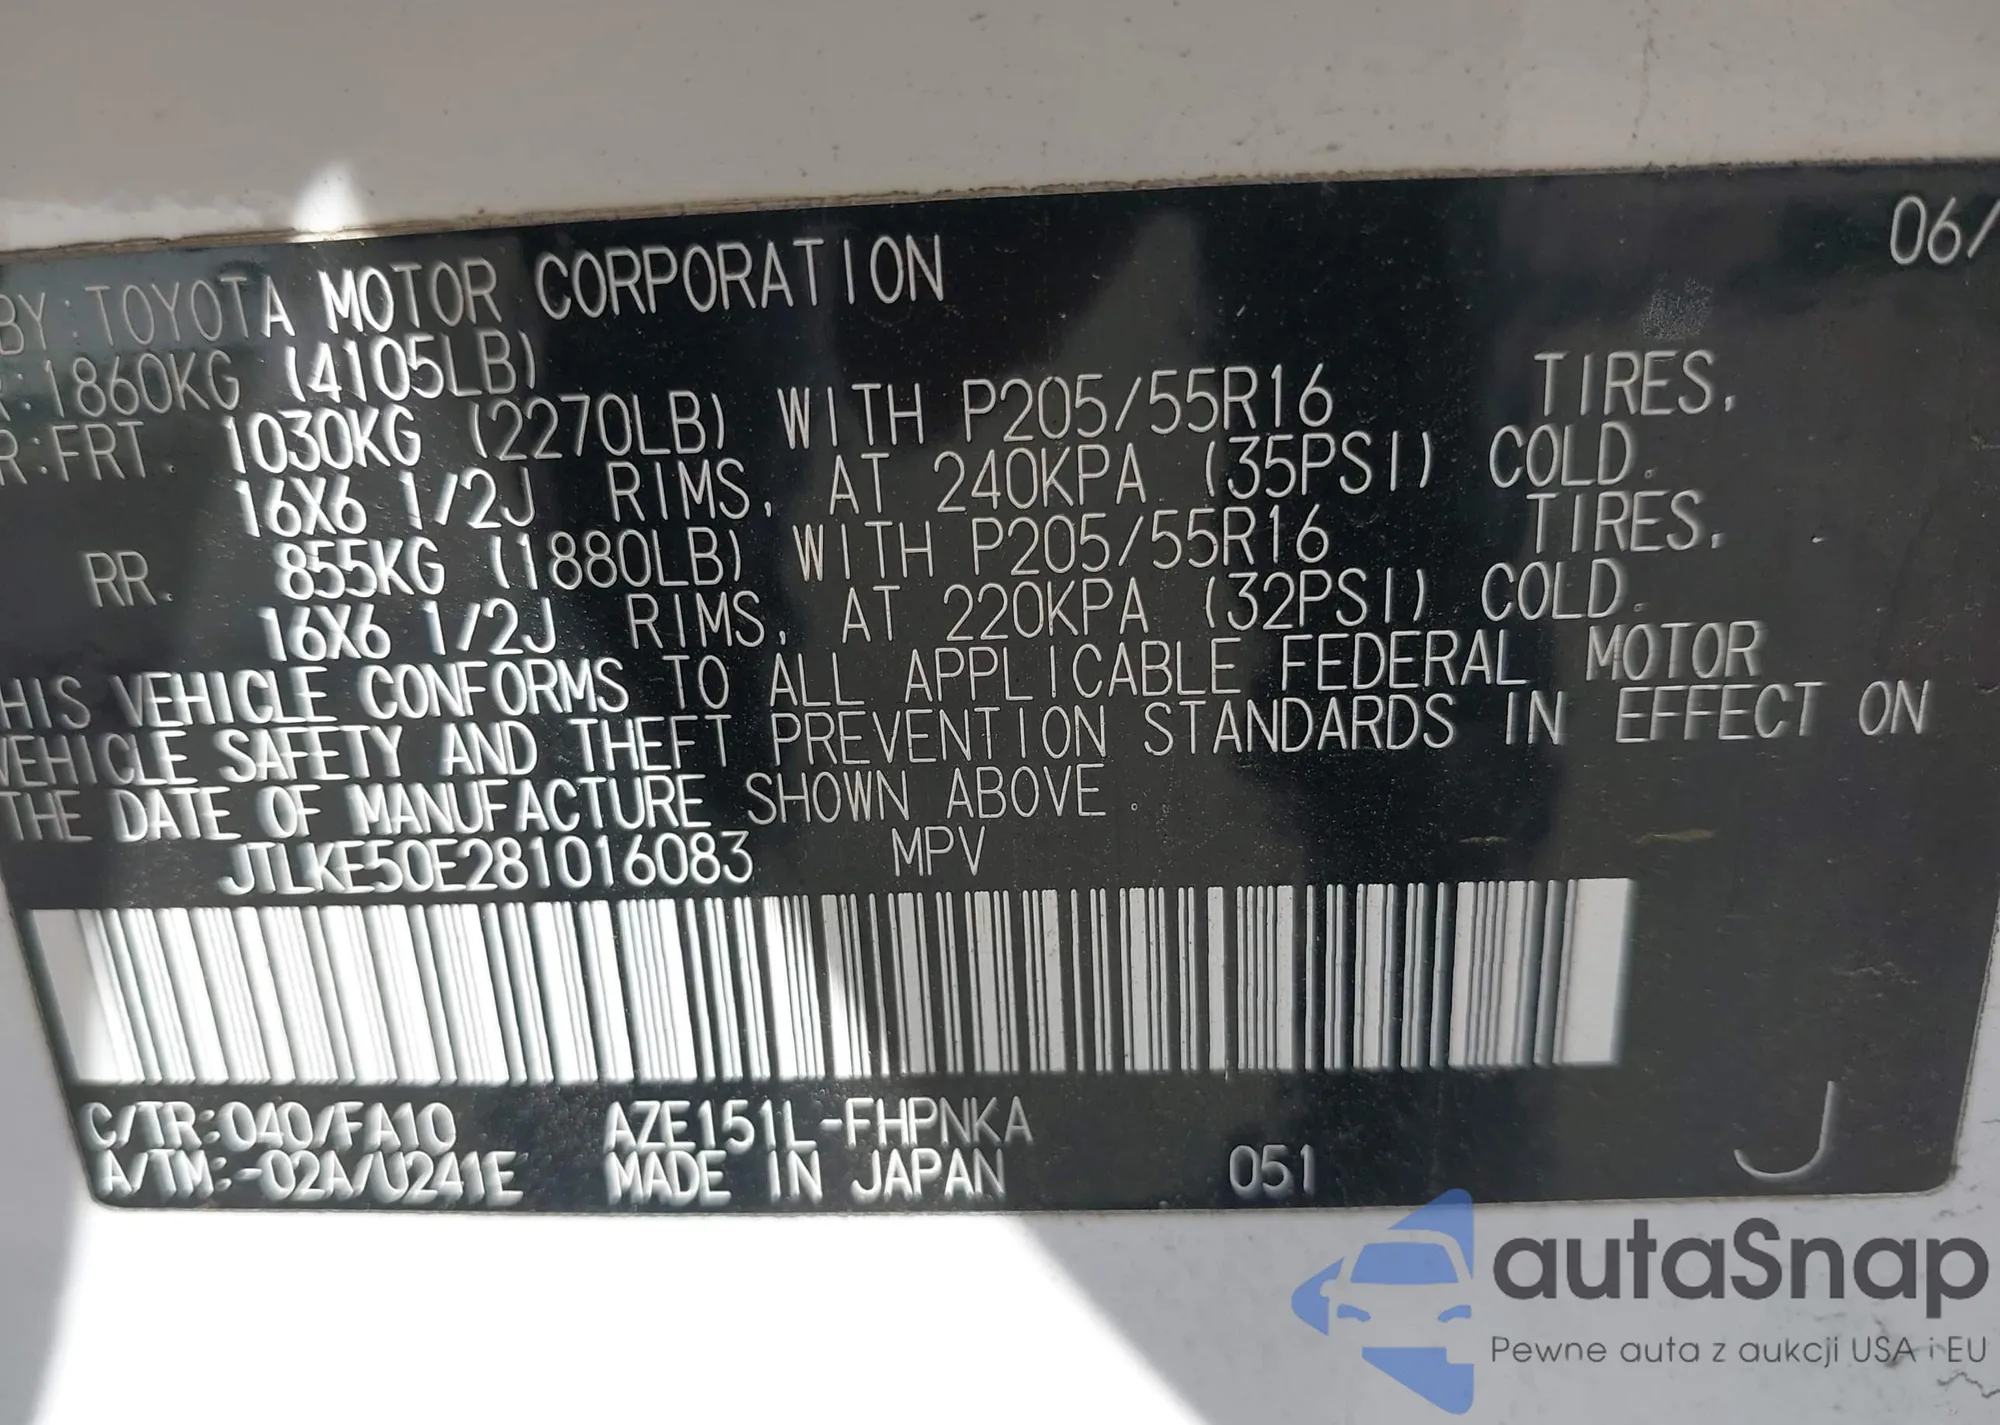 06/
BY:TOYOTA MOTOR CORPORATION
R:1860KG (4105LB)
R:FRT. 1030KG (2270LB) WITH P205/55R16 TIRES,
16X6 1/2J RIMS, AT 240KPA (35PSI) COLD.
RR. 855KG (1880LB) WITH P205/55R16 TIRES,
16X6 1/2J RIMS, AT 220KPA (32PSI) COLD.
HIS VEHICLE CONFORMS TO ALL APPLICABLE FEDERAL MOTOR
VEHICLE SAFETY AND THEFT PREVENTION STANDARDS IN EFFECT ON
THE DATE OF MANUFACTURE SHOWN ABOVE.
JTLKE50E281016083 MPV
C/TR:040/FA10 AZE151L-FHPNKA
A/TM:-02A/U241E MADE IN JAPAN 051 J
autaSnap
Pewne auta z aukcji USA i EU